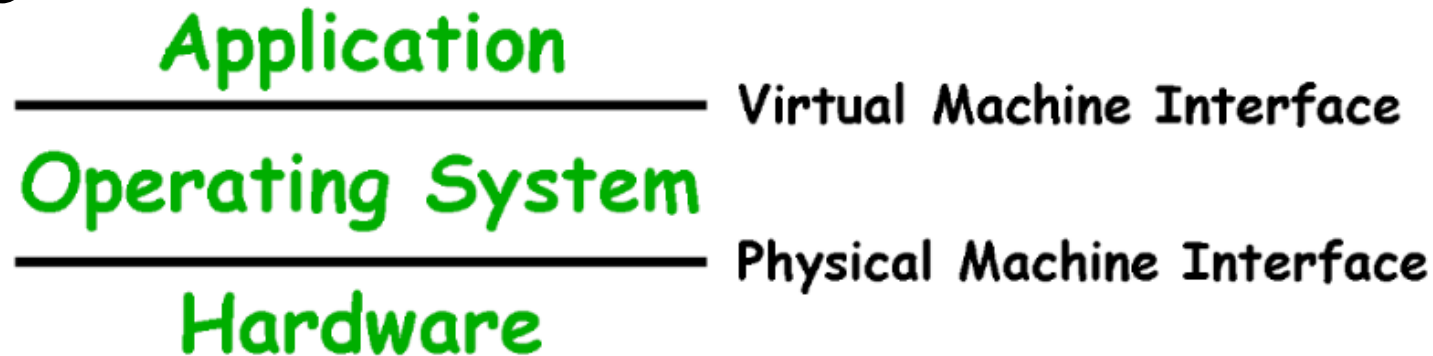 Application
Virtual Machine Interface
Operating System
Physical Machine Interface
Hardware